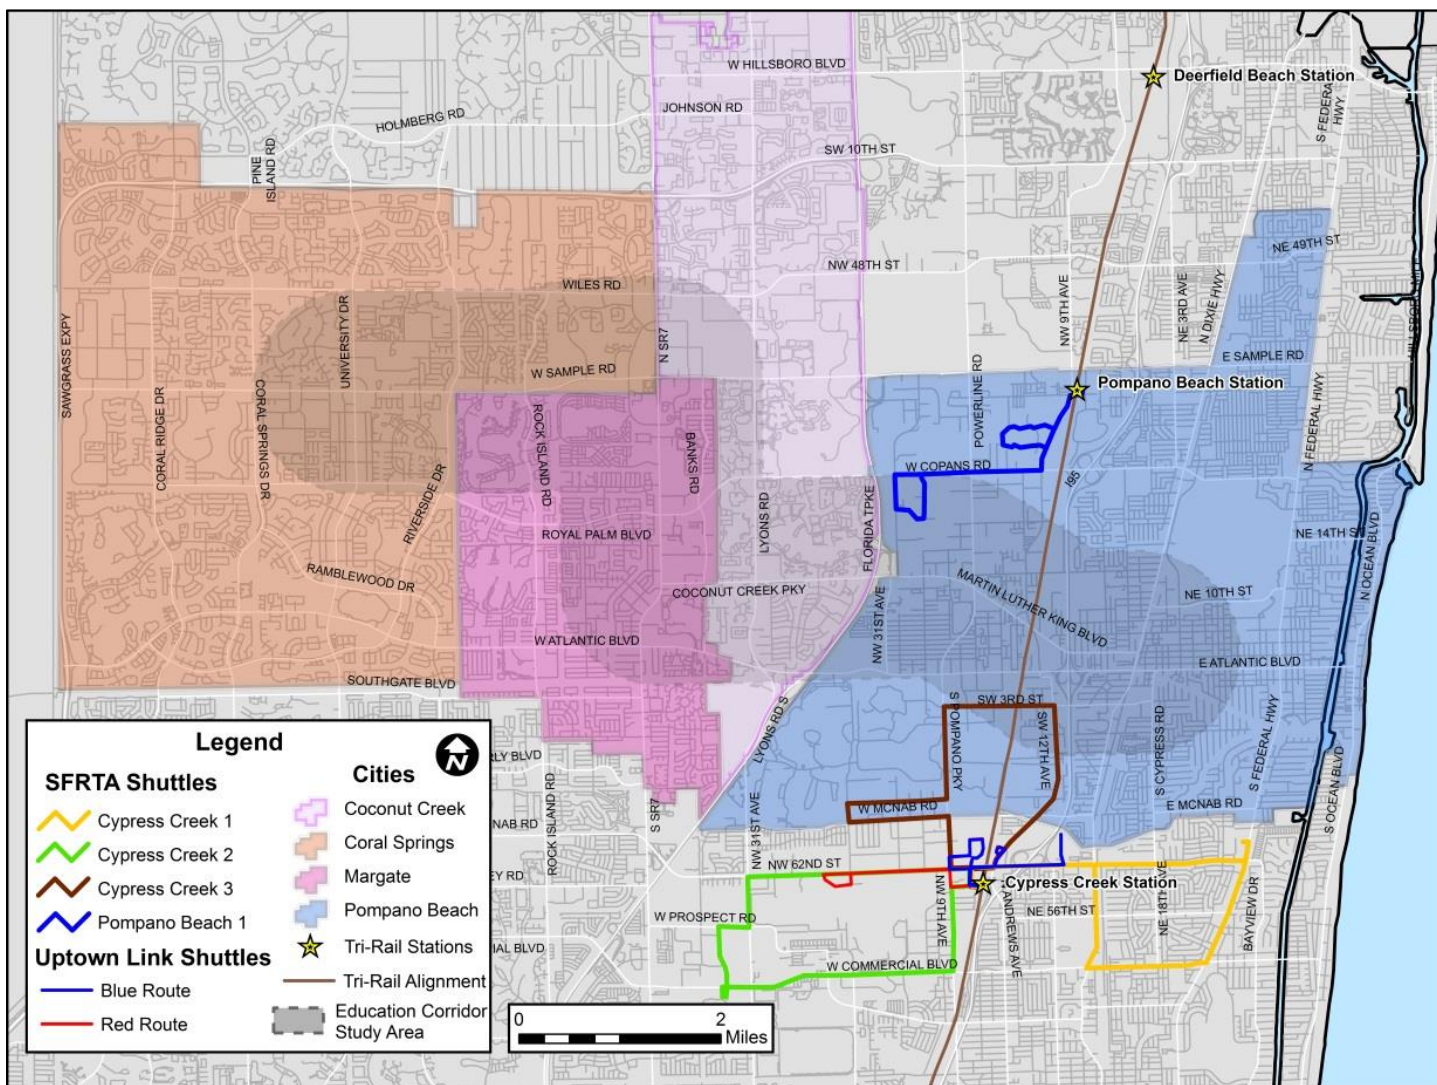 W HILLSBORO BLVD
Deerfield Beach Station
JOHNSON RD
HOLMBERG RD
S FEDERAL
HWY
PINE
ISLAND RD
SW 10TH ST
NE 49TH ST
NW 48TH ST
WILES RD
UNIVERSITY DR
N SR7
NW 9TH AVE
NE 3RD AVE
N DIXIE HWY
E SAMPLE RD
SAWGRASS EXPY
CORAL RIDGE DR
CORAL SPRINGS DR
W SAMPLE RD
POWERLINE RD
Pompano Beach Station
N FEDERAL HWY
ROCK ISLAND RD
BANKS RD
RIVERSIDE DR
W COPANS RD
I95
LYONS RD
FLORIDA TPKE
ROYAL PALM BLVD
NE 14TH ST
N OCEAN BLVD
RAMBLEWOOD DR
COCONUT CREEK PKY
MARTIN LUTHER KING BLVD
NE 10TH ST
NW 31ST AVE
W ATLANTIC BLVD
E ATLANTIC BLVD
SOUTHGATE BLVD
LYONS RD S
S POMPANO PKY
SW 3RD ST
SW 12TH AVE
S CYPRESS RD
S FEDERAL HWY
S OCEAN BLVD
RLY BLVD
ROCK ISLAND RD
S SR7
NW 31ST AVE
W MCNAB RD
E MCNAB RD
NAB RD
NW 62ND ST
EY RD
Cypress Creek Station
NW 9TH AVE
ANDREWS AVE
NE 56TH ST
NE 18TH AVE
BAYVIEW DR
W PROSPECT RD
IAL BLVD
W COMMERCIAL BLVD
Legend
N
SFRTA Shuttles
Cypress Creek 1
Cypress Creek 2
Cypress Creek 3
Pompano Beach 1
Uptown Link Shuttles
Blue Route
Red Route
Cities
Coconut Creek
Coral Springs
Margate
Pompano Beach
Tri-Rail Stations
Tri-Rail Alignment
Education Corridor
Study Area
0 2
Miles